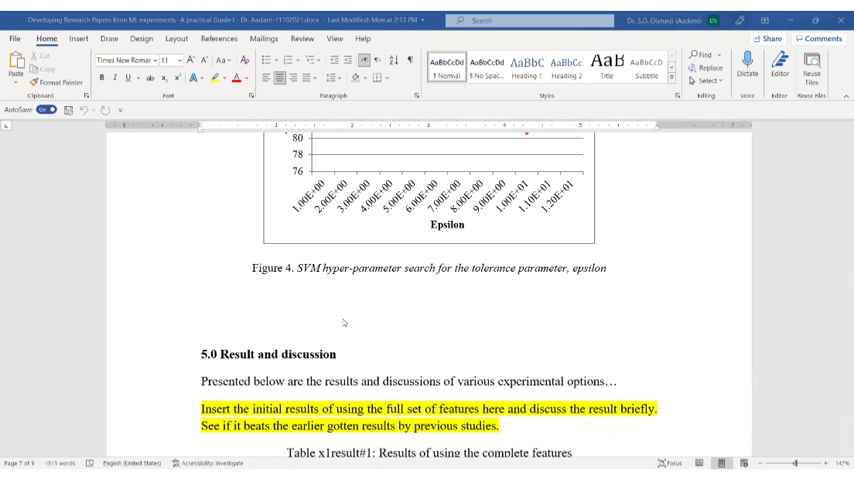 Developing Research Papers from ML experiments- A practical Guide I - Dr. Aadam-1110202 1.docx - Last Modified: Mon at 2:13 PM
Search
Dr. S.O. Olatunji (Aadam)
File Home Insert Draw Design Layout References Mailings Review View Help
Share Comments
Paste
Cut
Copy
Format Painter
Times New Roman 11
AaBbCcDd AaBbCcDd AaBbC AaBbCc AaB AaBbCcD
¶ Normal ¶ No Spac... Heading 1 Heading 2 Title Subtitle
Find
Replace
Select
Dictate
Editor
Reuse Files
Clipboard Font Paragraph Styles Editing Voice Editor Reuse Files
AutoSave On
80
78
76
1.00E+00 2.00E+00 3.00E+00 4.00E+00 5.00E+00 6.00E+00 7.00E+00 8.00E+00 9.00E+00 1.00E+01 1.10E+01 1.20E+01
Epsilon
Figure 4. SVM hyper-parameter search for the tolerance parameter, epsilon
5.0 Result and discussion
Presented below are the results and discussions of various experimental options…
Insert the initial results of using the full set of features here and discuss the result briefly.
See if it beats the earlier gotten results by previous studies.
Table x1result#1: Results of using the complete features
Page 7 of 9 1515 words English (United States) Accessibility: Investigate
Focus
142%